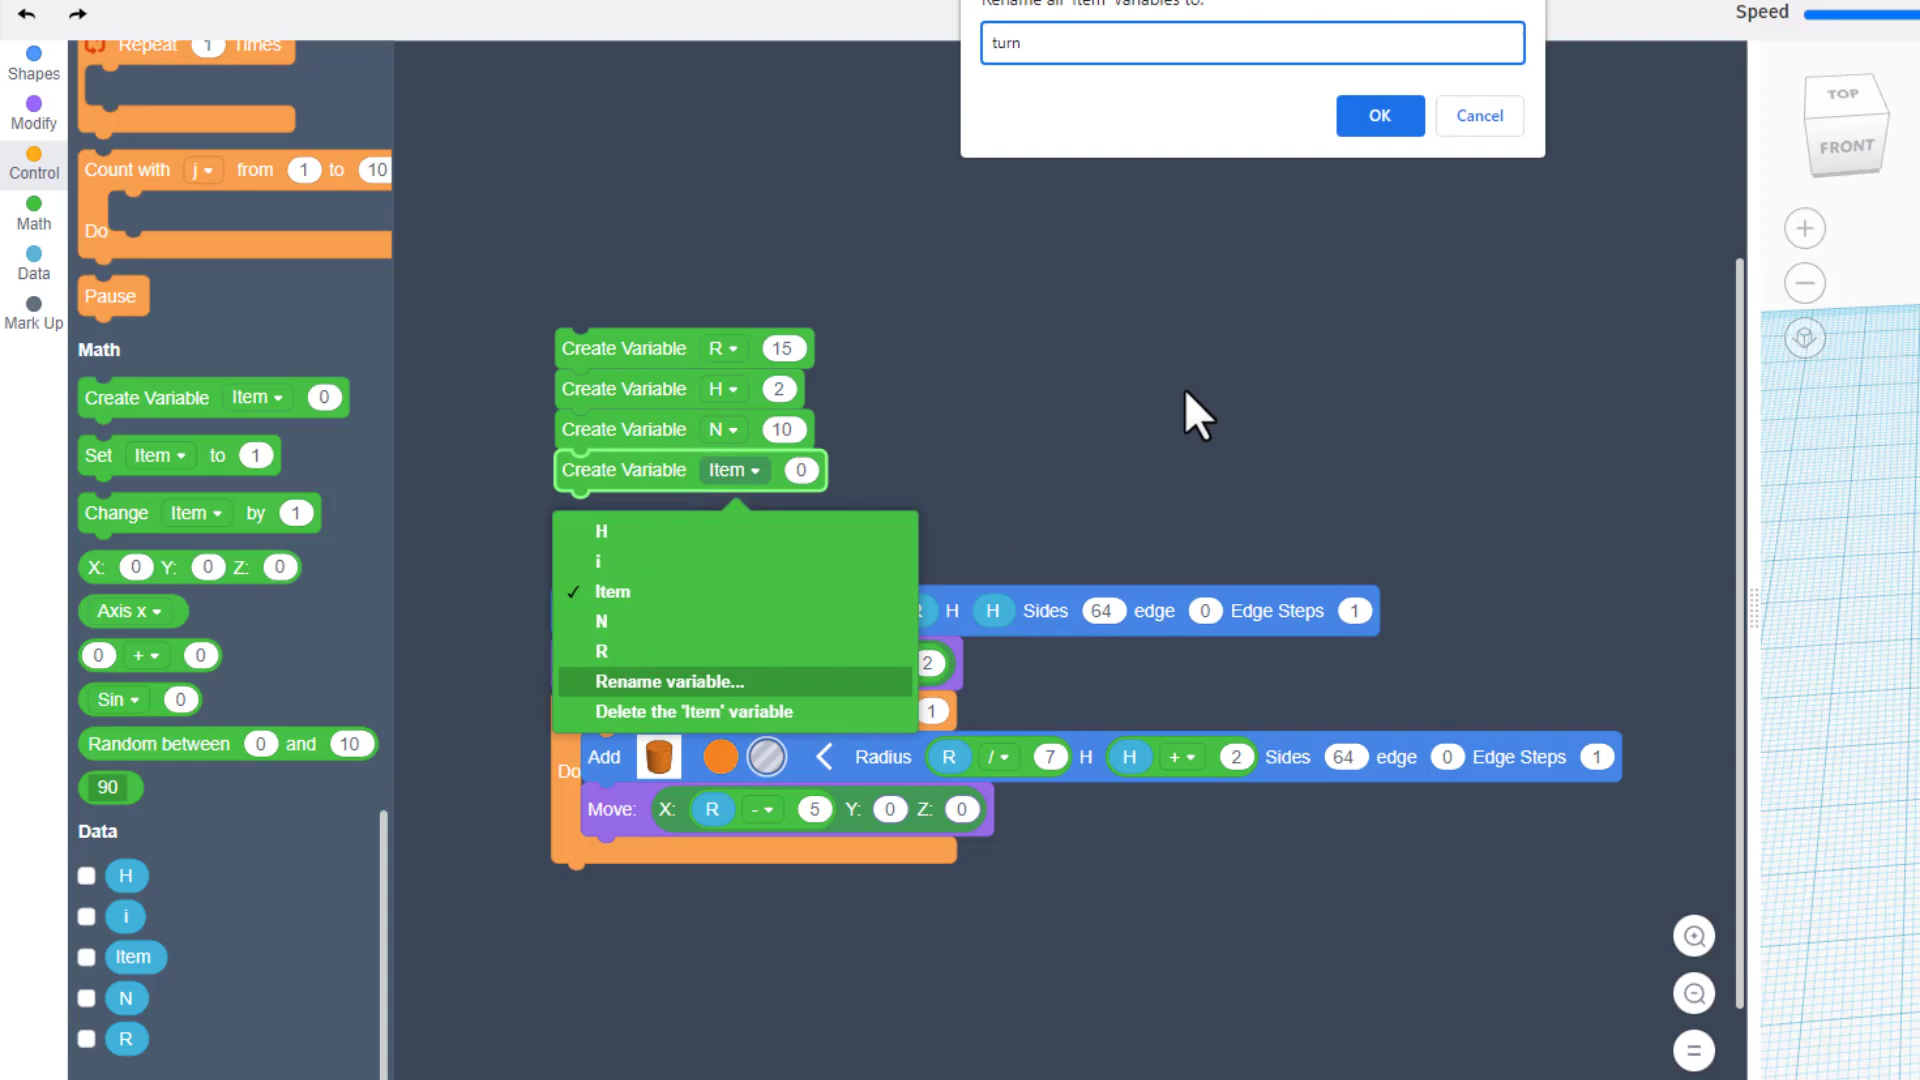 Rename all "Item" variables to:
Speed
turn
OK
Cancel
TOP
FRONT
Shapes
Modify
Control
Math
Data
Mark Up
Repeat 1 Times
Count with j from 1 to 10
Do
Pause
Math
Create Variable Item 0
Set Item to 1
Change Item by 1
X: 0 Y: 0 Z: 0
Axis x
0 + 0
Sin 0
Random between 0 and 10
90
Data
H
i
Item
N
R
Create Variable R 15
Create Variable H 2
Create Variable N 10
Create Variable Item 0
H
i
✓ Item
N
R
Rename variable...
Delete the 'Item' variable
H H Sides 64 edge 0 Edge Steps 1
2
1
Do
Add Radius R / 7 H H + 2 Sides 64 edge 0 Edge Steps 1
Move: X: R - 5 Y: 0 Z: 0